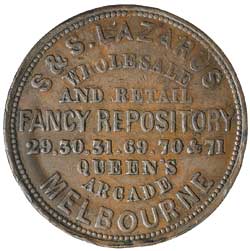 S & S. LAZARUS
WHOLESALE
AND RETAIL
FANCY REPOSITORY
29.30.31.69.70 & 71
QUEEN'S
ARCADE
MELBOURNE